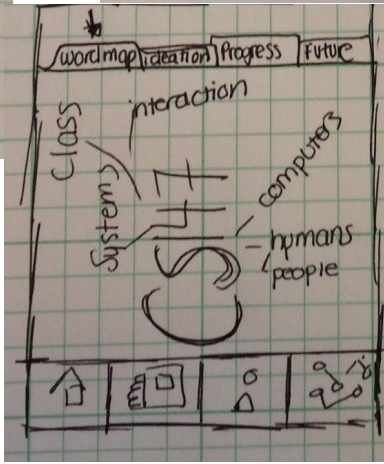 wordmap ideation Progress Future
interaction
Class
Systems
CS147
computers
humans
people